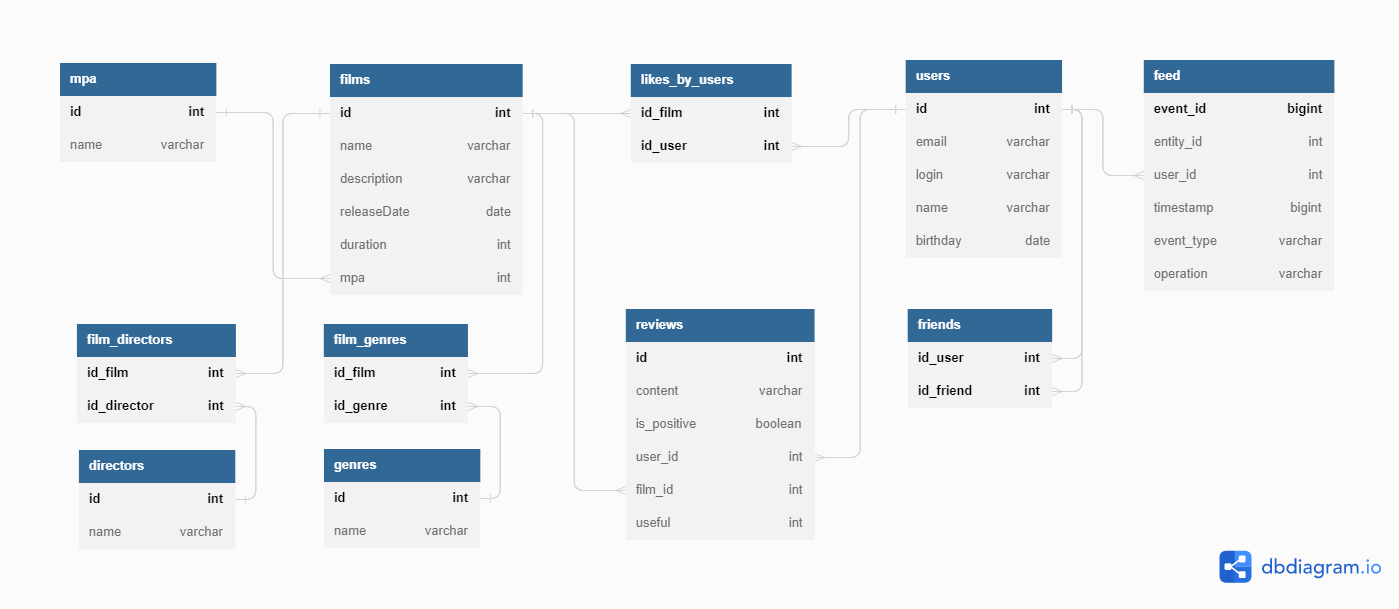 mpa
id int
name varchar
films
id int
name varchar
description varchar
releaseDate date
duration int
mpa int
likes_by_users
id_film int
id_user int
users
id int
email varchar
login varchar
name varchar
birthday date
feed
event_id bigint
entity_id int
user_id int
timestamp bigint
event_type varchar
operation varchar
film_directors
id_film int
id_director int
film_genres
id_film int
id_genre int
reviews
id int
content varchar
is_positive boolean
user_id int
film_id int
useful int
friends
id_user int
id_friend int
directors
id int
name varchar
genres
id int
name varchar
dbdiagram.io